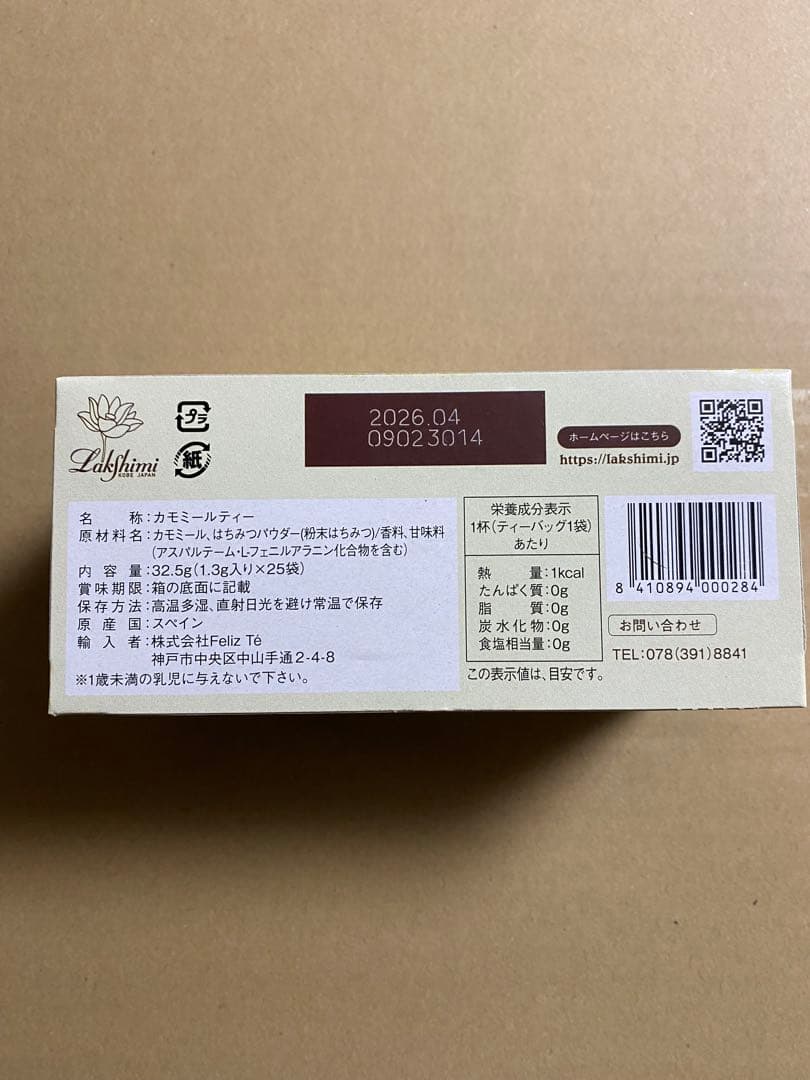 Lakshimi
KOBE JAPAN
プラ
紙
2026.04
09023014
ホームページはこちら
https://lakshimi.jp
名 称:カモミールティー
原材料名:カモミール、はちみつパウダー(粉末はちみつ)/香料、甘味料
(アスパルテーム・L-フェニルアラニン化合物を含む)
内 容 量:32.5g(1.3g入り×25袋)
賞味期限:箱の底面に記載
保存方法:高温多湿、直射日光を避け常温で保存
原 産 国:スペイン
輸 入 者:株式会社Feliz Té
神戸市中央区中山手通2-4-8
※1歳未満の乳児に与えないで下さい。
栄養成分表示
1杯(ティーバッグ1袋)
あたり
熱 量:1kcal
たんぱく質:0g
脂 質:0g
炭水化物:0g
食塩相当量:0g
この表示値は、目安です。
8 410894 000284
お問い合わせ
TEL:078(391)8841